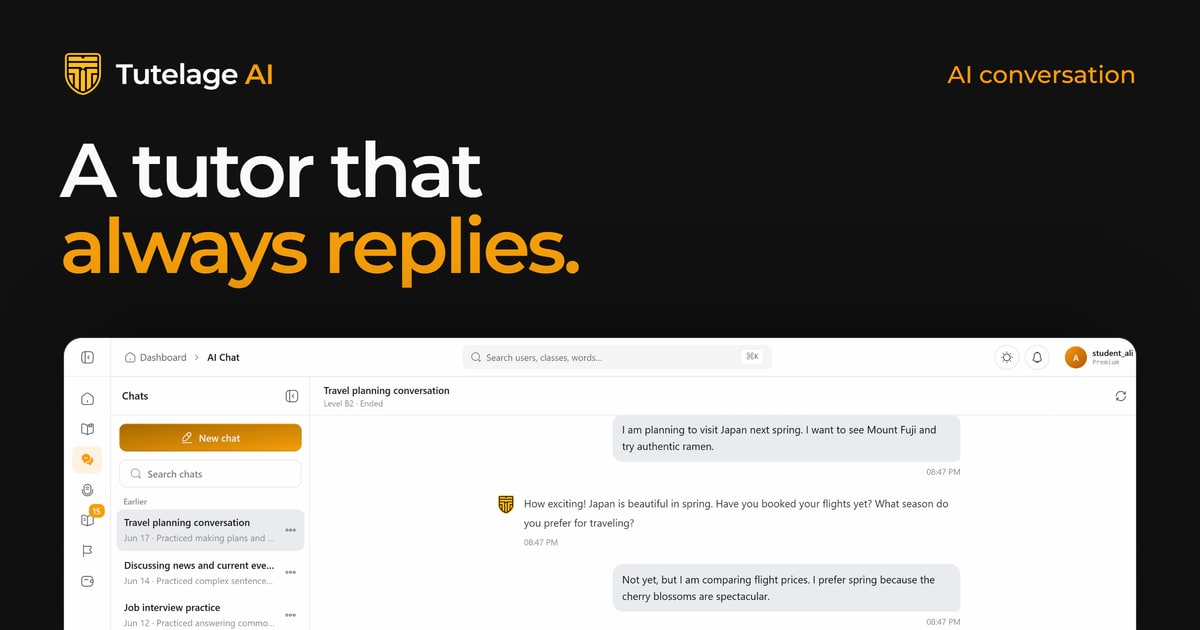 Tutelage AI
AI conversation
A tutor that
always replies.
Dashboard > AI Chat
Search users, classes, words...
⌘K
A
student_ali
Premium
Chats
New chat
Search chats
Earlier
15
Travel planning conversation
Jun 17 · Practiced making plans and ...
Discussing news and current eve...
Jun 14 · Practiced complex sentence...
Job interview practice
Jun 12 · Practiced answering commo...
Travel planning conversation
Level B2 · Ended
I am planning to visit Japan next spring. I want to see Mount Fuji and
try authentic ramen.
08:47 PM
How exciting! Japan is beautiful in spring. Have you booked your flights yet? What season do
you prefer for traveling?
08:47 PM
Not yet, but I am comparing flight prices. I prefer spring because the
cherry blossoms are spectacular.
08:47 PM